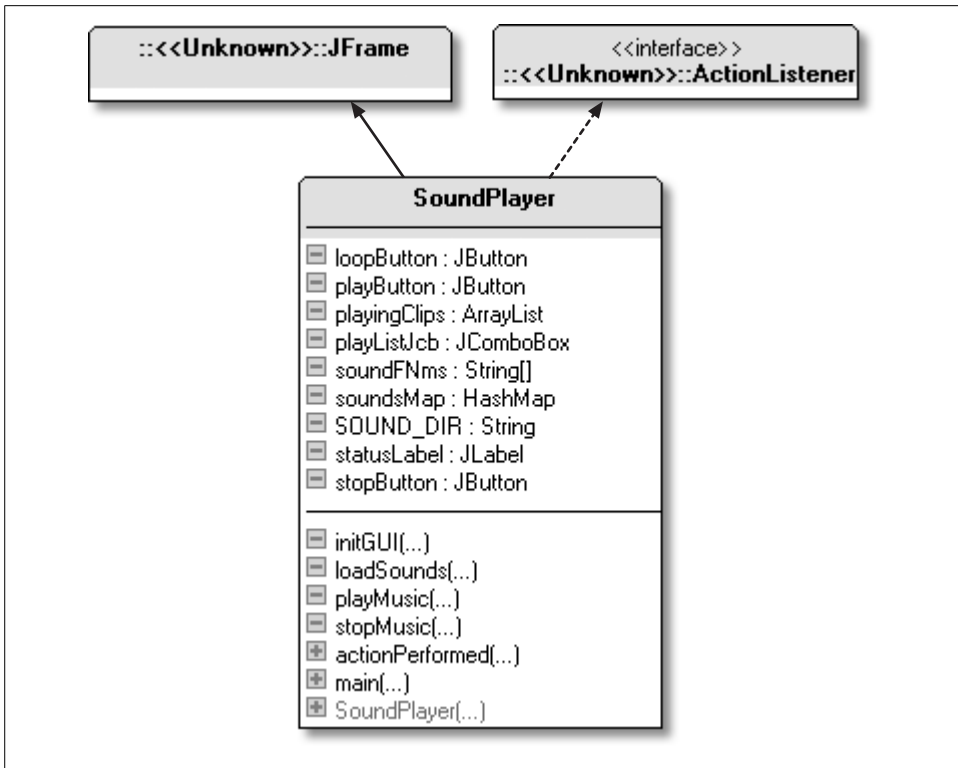 ::<<Unknown>>::JFrame
<<interface>>
::<<Unknown>>::ActionListener
SoundPlayer
loopButton : JButton
playButton : JButton
playingClips : ArrayList
playListJcb : JComboBox
soundFNms : String[]
soundsMap : HashMap
SOUND_DIR : String
statusLabel : JLabel
stopButton : JButton
initGUI(...)
loadSounds(...)
playMusic(...)
stopMusic(...)
actionPerformed(...)
main(...)
SoundPlayer(...)